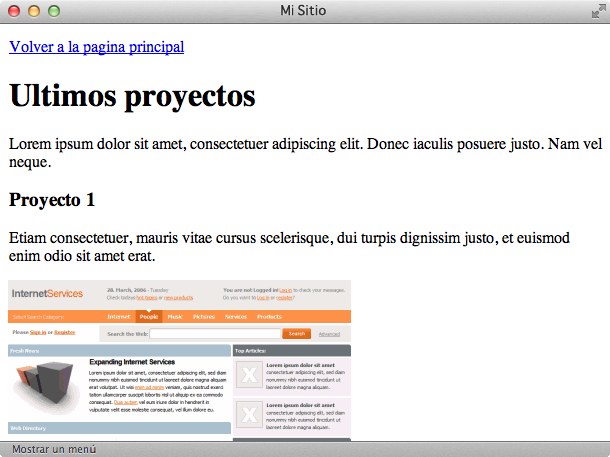 Mi Sitio
Volver a la pagina principal
Ultimos proyectos
Lorem ipsum dolor sit amet, consectetuer adipiscing elit. Donec iaculis posuere justo. Nam vel
neque.
Proyecto 1
Etiam consectetuer, mauris vitae cursus scelerisque, dui turpis dignissim justo, et euismod
enim odio sit amet erat.
InternetServices
28. March, 2006 - Tuesday
Check todays hot topics or new products
You are not Logged in! Log in to check your messages.
Do you want to Log in or register?
Select Search Category
Internet People Music Pictures Services Products
Please Sign in or Register
Search the Web: Search Advanced
Fresh News
Expanding Internet Services
Lorem ipsum dolor sit amet, consectetuer adipiscing elit, sed diam
nonummy nibh euismod tincidunt ut laoreet dolore magna aliquam
erat volutpat. Ut wisi enim ad minim veniam, quis nostrud exerci
tation ullamcorper suscipit lobortis nisl ut aliquip ex ea commodo
consequat. Duis autem vel eum iriure dolor in hendrerit in vulputate
velit esse molestie consequat, vel illum dolore eu.
Web Directory
Top Articles:
Lorem ipsum dolor sit amet
consectetuer adipiscing elit, sed diam
nonummy nibh euismod tincidunt ut
laoreet dolore magna aliquam
Lorem ipsum dolor sit amet
consectetuer adipiscing elit, sed diam
nonummy nibh euismod tincidunt ut
laoreet dolore magna aliquam
Mostrar un menú